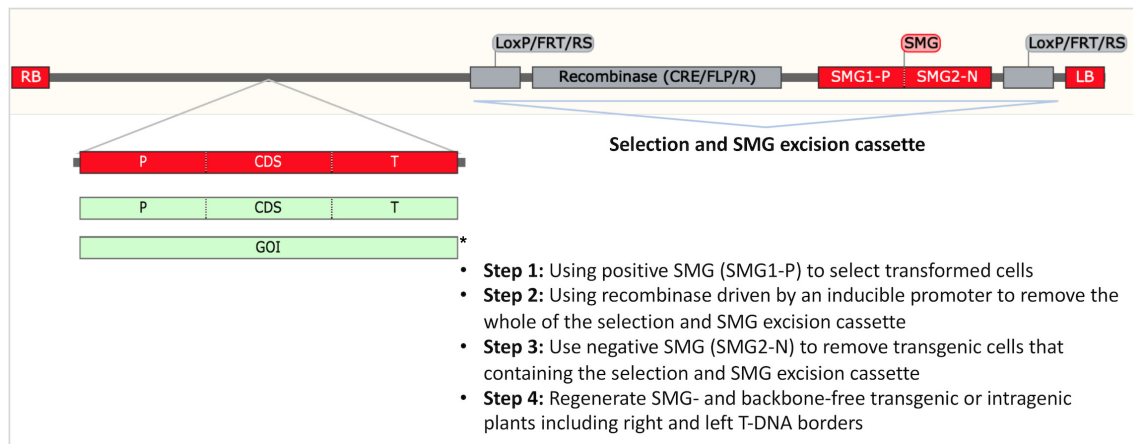 LoxP/FRT/RS SMG LoxP/FRT/RS
RB Recombinase (CRE/FLP/R) SMG1-P SMG2-N LB
Selection and SMG excision cassette
P CDS T
P CDS T
GOI *
• Step 1: Using positive SMG (SMG1-P) to select transformed cells
• Step 2: Using recombinase driven by an inducible promoter to remove the
whole of the selection and SMG excision cassette
• Step 3: Use negative SMG (SMG2-N) to remove transgenic cells that
containing the selection and SMG excision cassette
• Step 4: Regenerate SMG- and backbone-free transgenic or intragenic
plants including right and left T-DNA borders